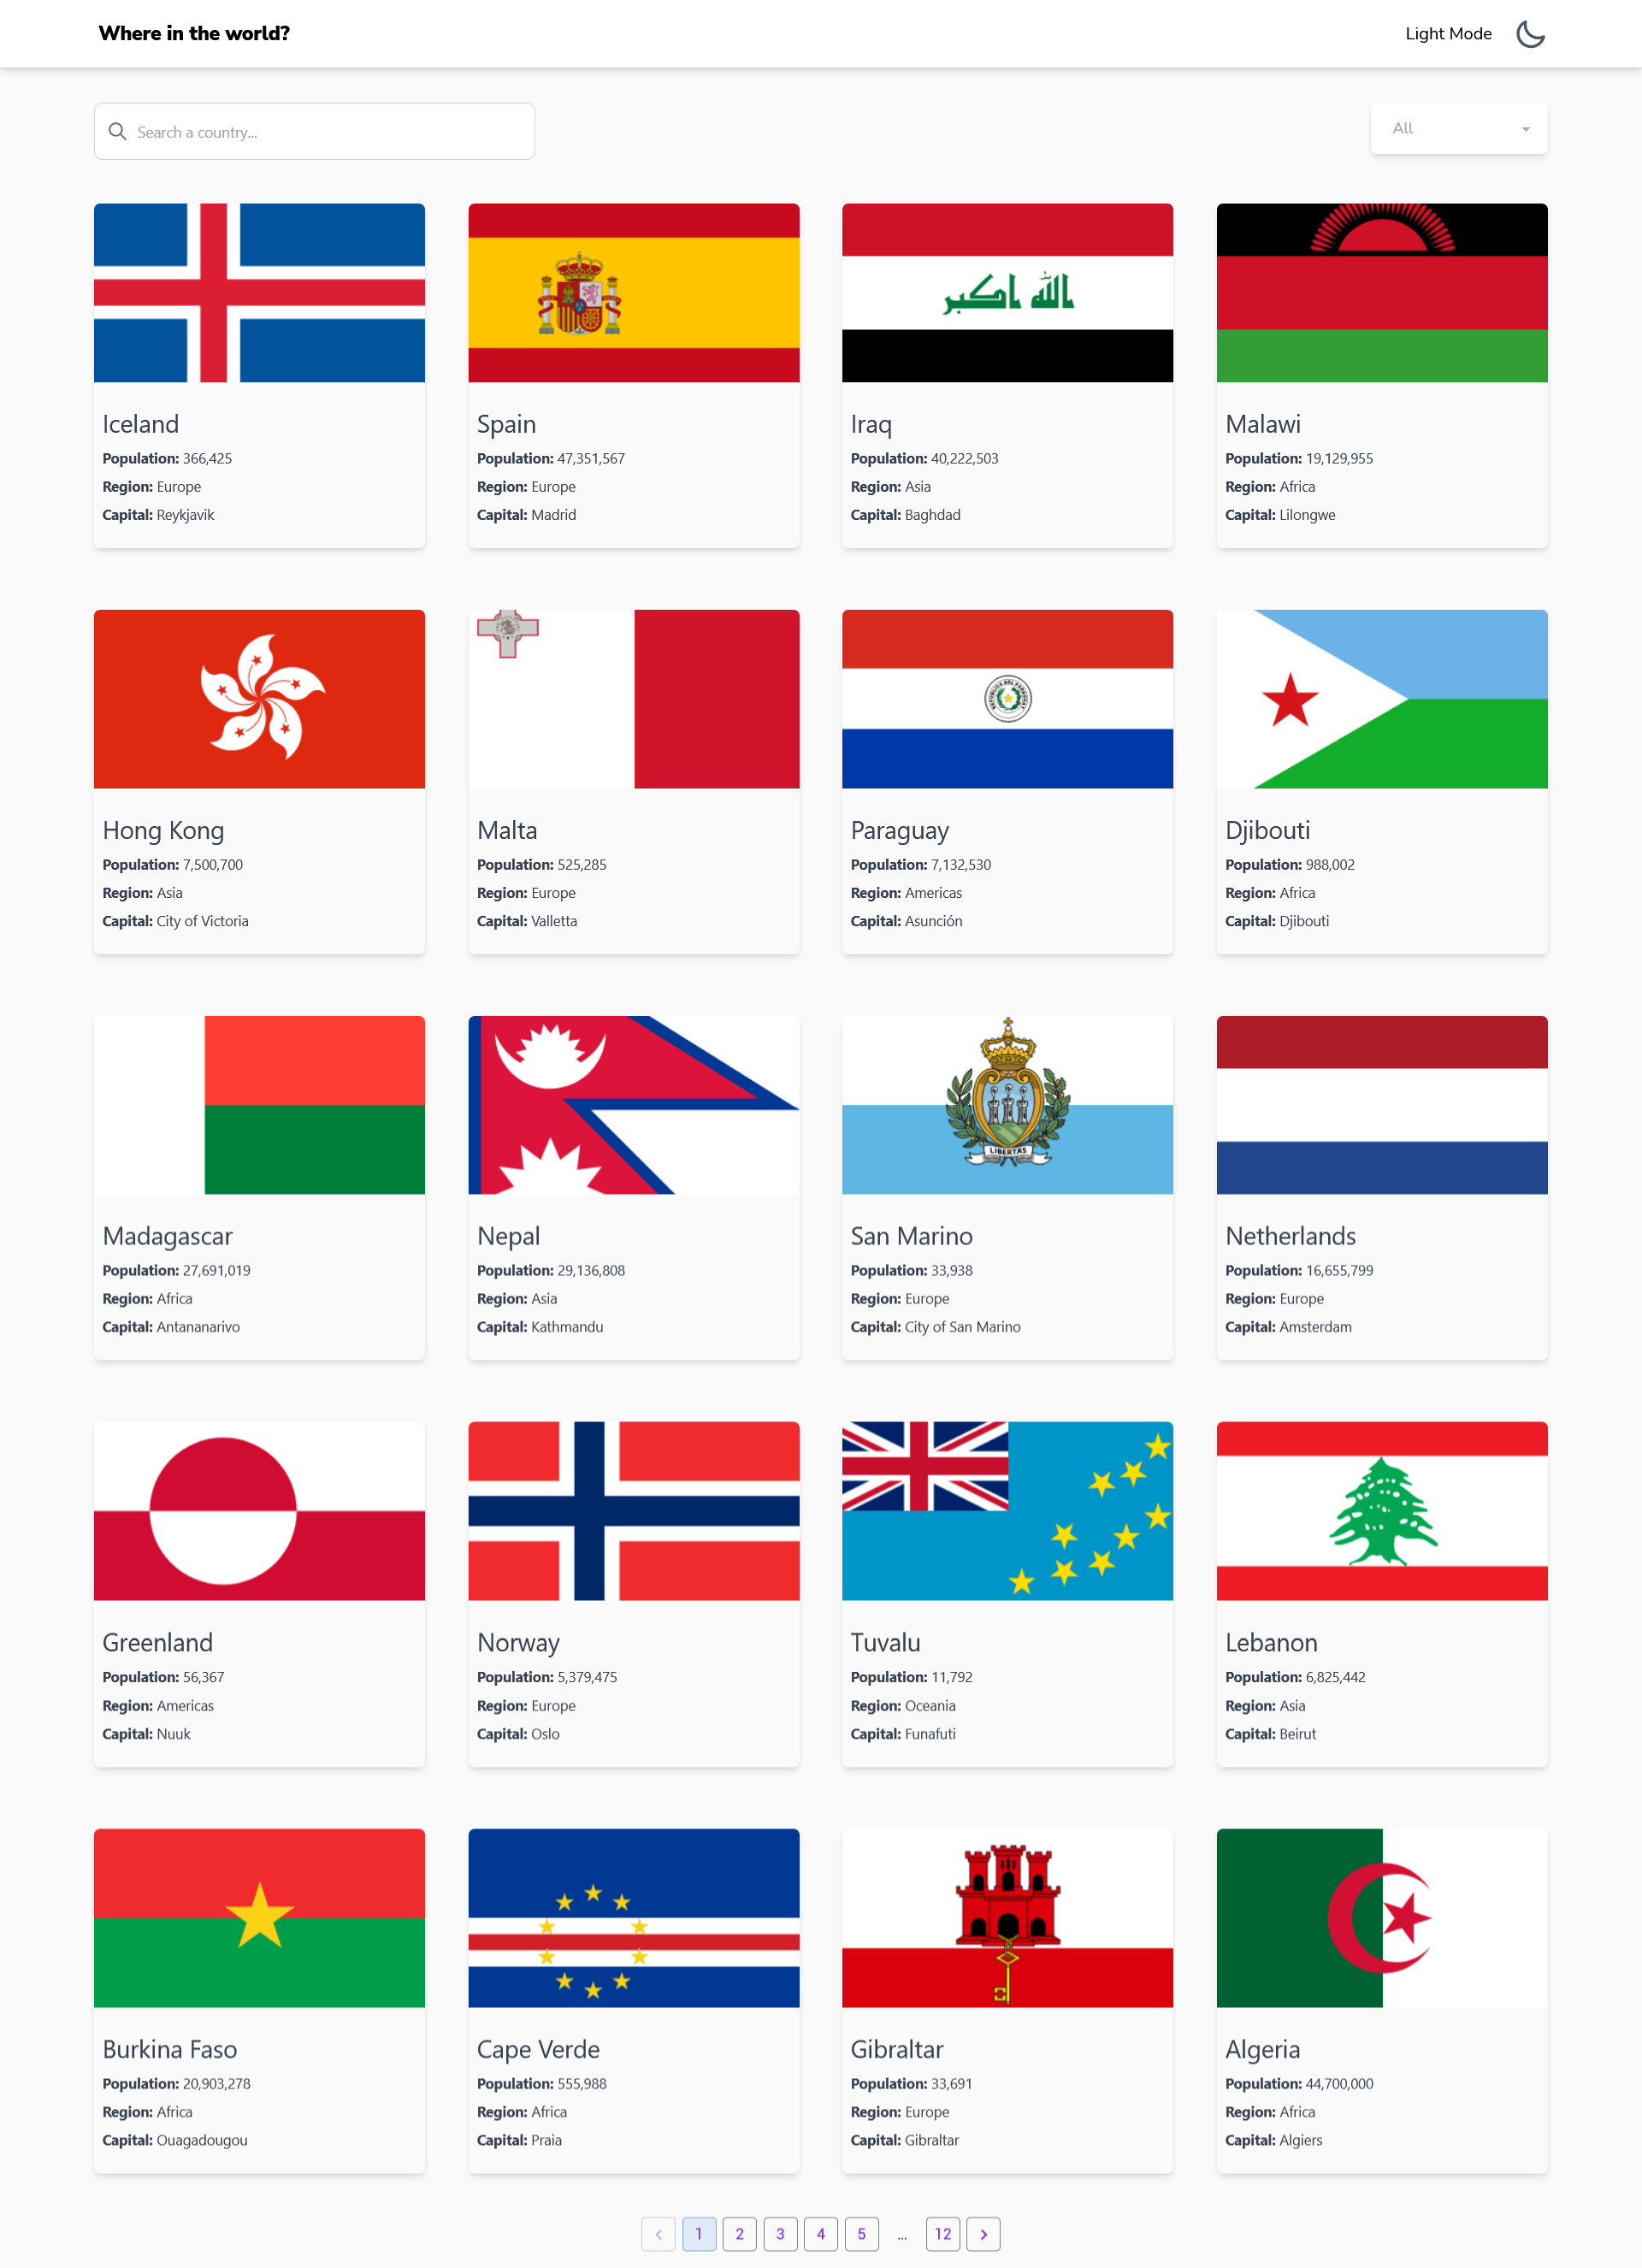 Where in the world?
Light Mode
Search a country...
All
الله اكبر
Iceland
Population: 366,425
Region: Europe
Capital: Reykjavik
Spain
Population: 47,351,567
Region: Europe
Capital: Madrid
Iraq
Population: 40,222,503
Region: Asia
Capital: Baghdad
Malawi
Population: 19,129,955
Region: Africa
Capital: Lilongwe
REPUBLICA DEL PARAGUAY
Hong Kong
Population: 7,500,700
Region: Asia
Capital: City of Victoria
Malta
Population: 525,285
Region: Europe
Capital: Valletta
Paraguay
Population: 7,132,530
Region: Americas
Capital: Asunción
Djibouti
Population: 988,002
Region: Africa
Capital: Djibouti
LIBERTAS
Madagascar
Population: 27,691,019
Region: Africa
Capital: Antananarivo
Nepal
Population: 29,136,808
Region: Asia
Capital: Kathmandu
San Marino
Population: 33,938
Region: Europe
Capital: City of San Marino
Netherlands
Population: 16,655,799
Region: Europe
Capital: Amsterdam
Greenland
Population: 56,367
Region: Americas
Capital: Nuuk
Norway
Population: 5,379,475
Region: Europe
Capital: Oslo
Tuvalu
Population: 11,792
Region: Oceania
Capital: Funafuti
Lebanon
Population: 6,825,442
Region: Asia
Capital: Beirut
Burkina Faso
Population: 20,903,278
Region: Africa
Capital: Ouagadougou
Cape Verde
Population: 555,988
Region: Africa
Capital: Praia
Gibraltar
Population: 33,691
Region: Europe
Capital: Gibraltar
Algeria
Population: 44,700,000
Region: Africa
Capital: Algiers
1 2 3 4 5 ... 12